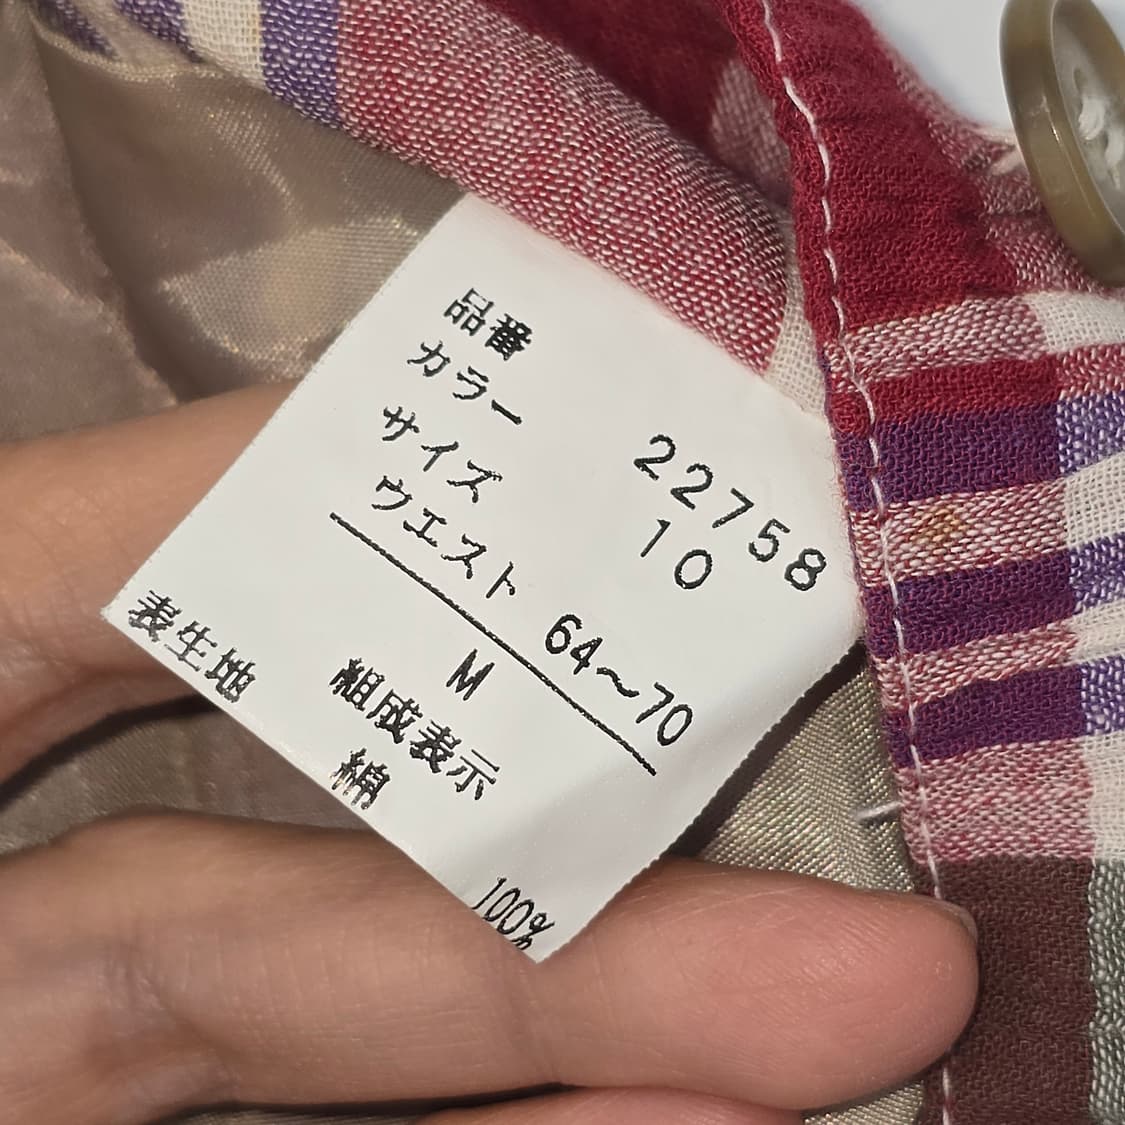 品番 22758
カラー 10
サイズ
ウエスト 64～70
M
組成表示
表生地 綿 100%